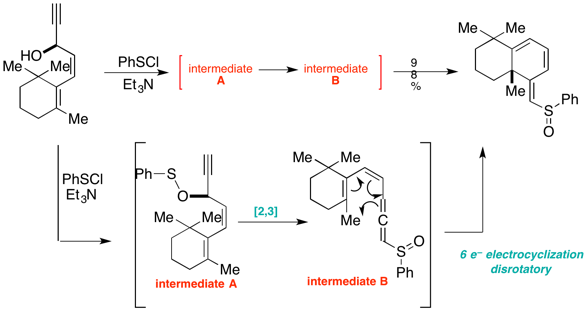 HO
Me
Me
Me
PhSCl
Et3N
intermediate
A
intermediate
B
9
8
%
Me
Me
Me
S
Ph
O
PhSCl
Et3N
Ph
S
O
Me
Me
Me
intermediate A
[2,3]
Me
Me
Me
C
S
O
Ph
intermediate B
6 e– electrocyclization
disrotatory